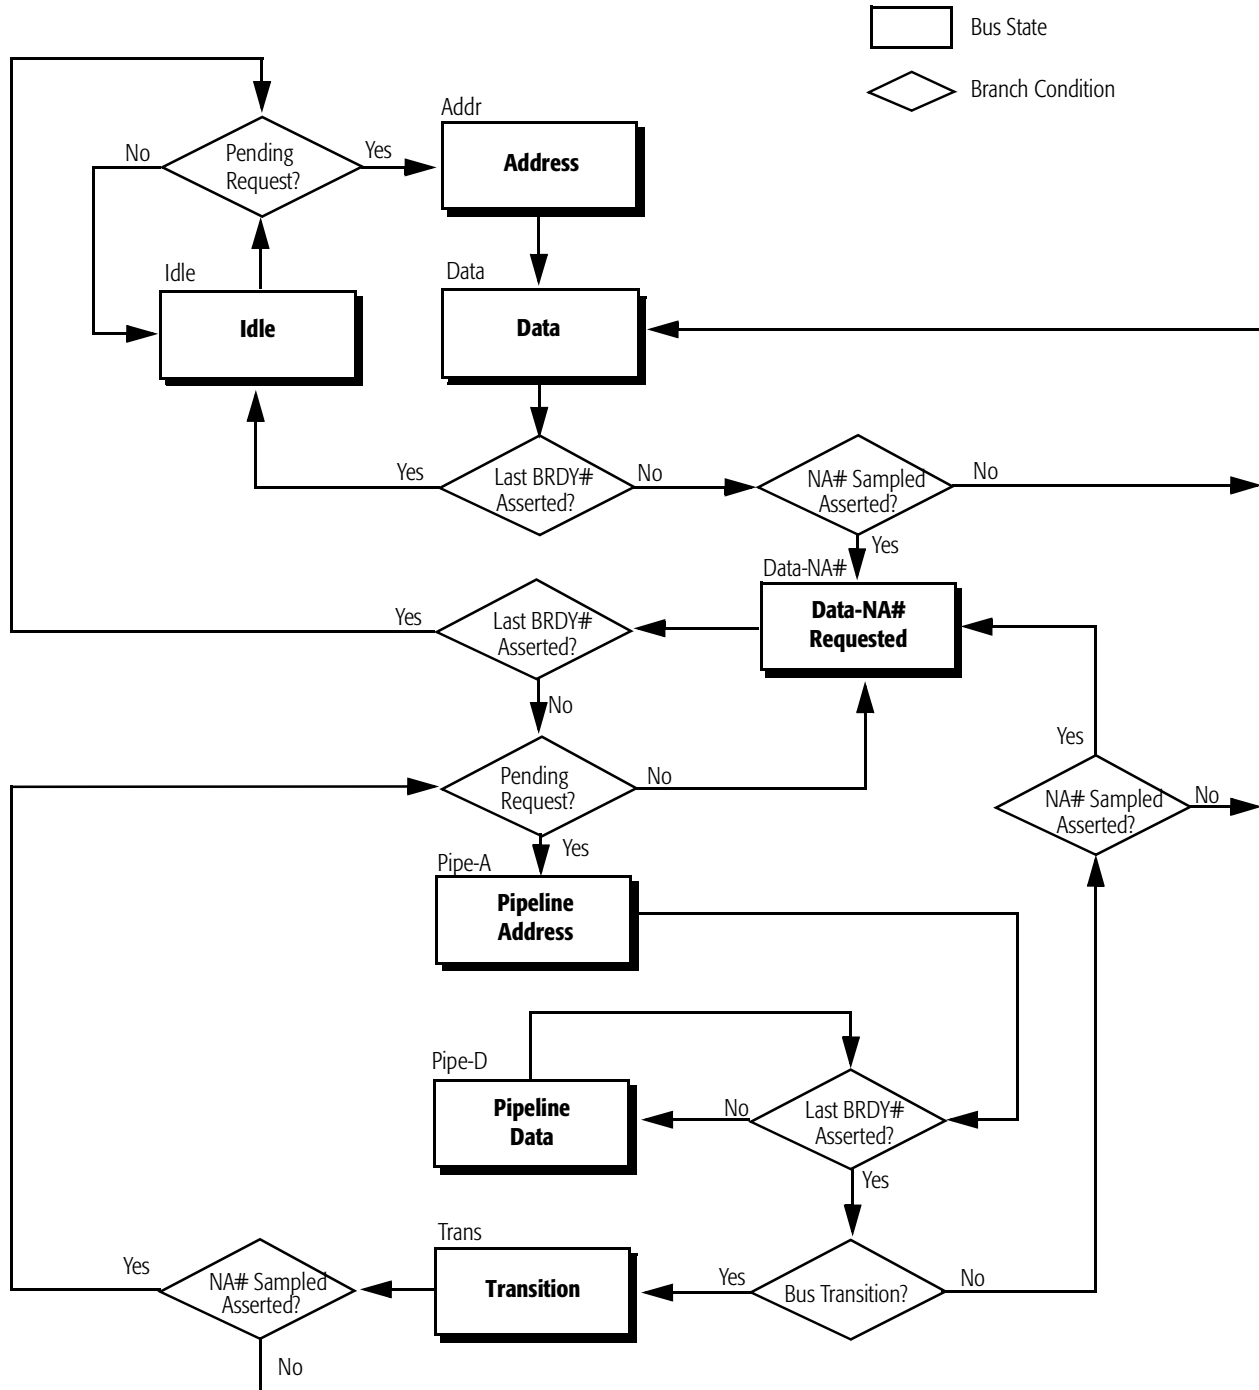 Bus State
Branch Condition
Addr
No
Pending
Request?
Yes
Address
Idle
Data
Idle
Data
Yes
Last BRDY#
Asserted?
No
NA# Sampled
Asserted?
No
Yes
Data-NA#
Yes
Last BRDY#
Asserted?
Data-NA#
Requested
No
Pending
Request?
No
Yes
NA# Sampled
Asserted?
No
Yes
Pipe-A
Pipeline
Address
Pipe-D
Pipeline
Data
No
Last BRDY#
Asserted?
Yes
Trans
Yes
NA# Sampled
Asserted?
Transition
Yes
Bus Transition?
No
No